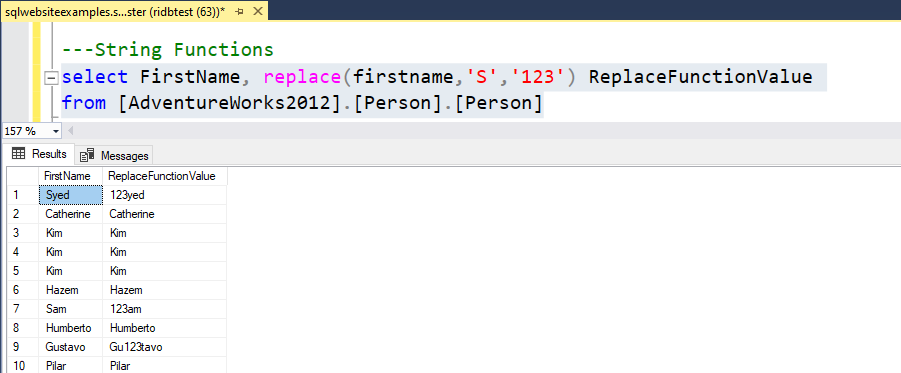 sqlwebsiteexamples.s...ster (ridbtest (63))*
---String Functions
select FirstName, replace(firstname,'S','123') ReplaceFunctionValue
from [AdventureWorks2012].[Person].[Person]
157 %
Results Messages
FirstName ReplaceFunctionValue
1 Syed 123yed
2 Catherine Catherine
3 Kim Kim
4 Kim Kim
5 Kim Kim
6 Hazem Hazem
7 Sam 123am
8 Humberto Humberto
9 Gustavo Gu123tavo
10 Pilar Pilar